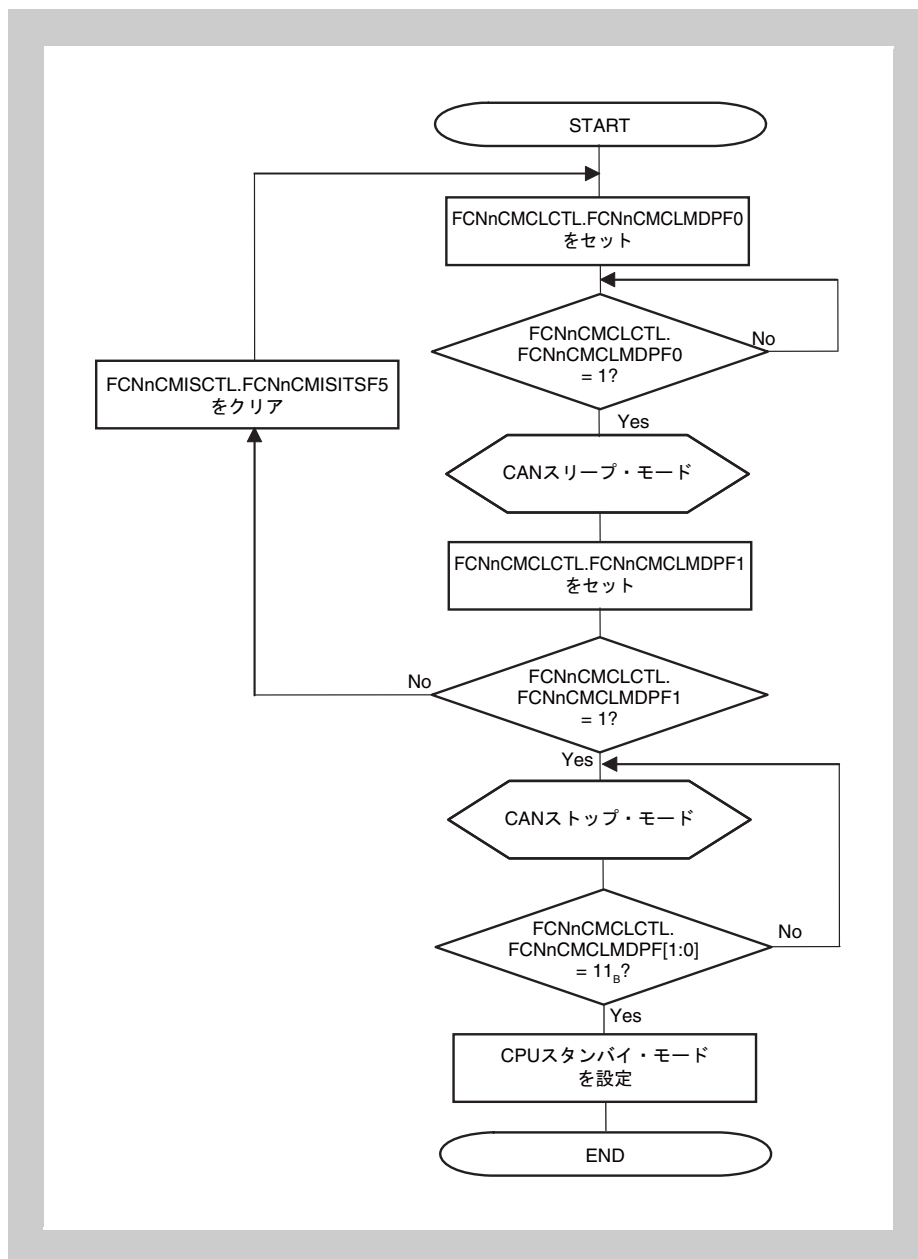 START
FCNnCMCLCTL.FCNnCMCLMDPF0
をセット
FCNnCMCLCTL.
FCNnCMCLMDPF0
= 1?
No
Yes
FCNnCMISCTL.FCNnCMISITSF5
をクリア
CANスリープ・モード
FCNnCMCLCTL.FCNnCMCLMDPF1
をセット
FCNnCMCLCTL.
FCNnCMCLMDPF1
= 1?
No
Yes
CANストップ・モード
FCNnCMCLCTL.
FCNnCMCLMDPF[1:0]
= 11B?
No
Yes
CPUスタンバイ・モード
を設定
END